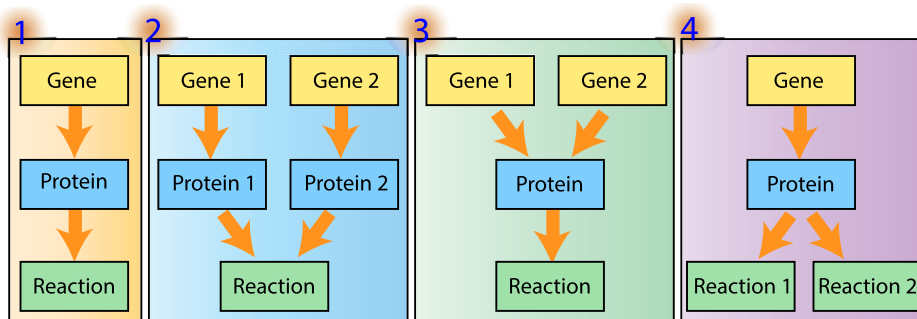 1
Gene
Protein
Reaction
2
Gene 1
Gene 2
Protein 1
Protein 2
Reaction
3
Gene 1
Gene 2
Protein
Reaction
4
Gene
Protein
Reaction 1
Reaction 2